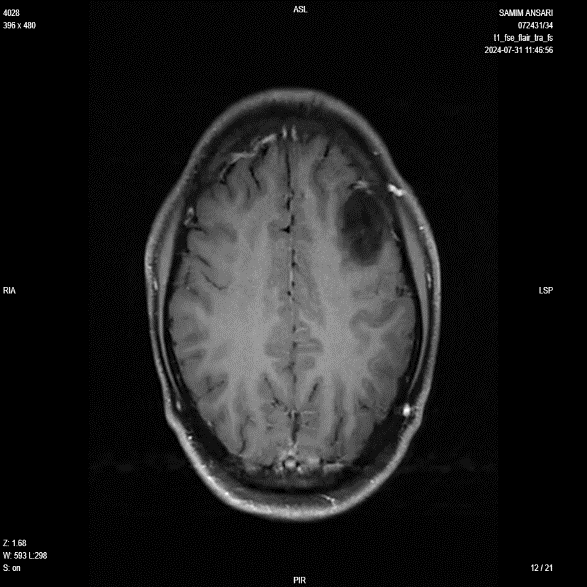 4028
396 x 480
ASL
SAMIM ANSARI
072431/34
t1_fse_flair_tra_fs
2024-07-31 11:46:56
RIA
LSP
Z: 1.68
W: 593 L:298
S: on
PIR
12 / 21